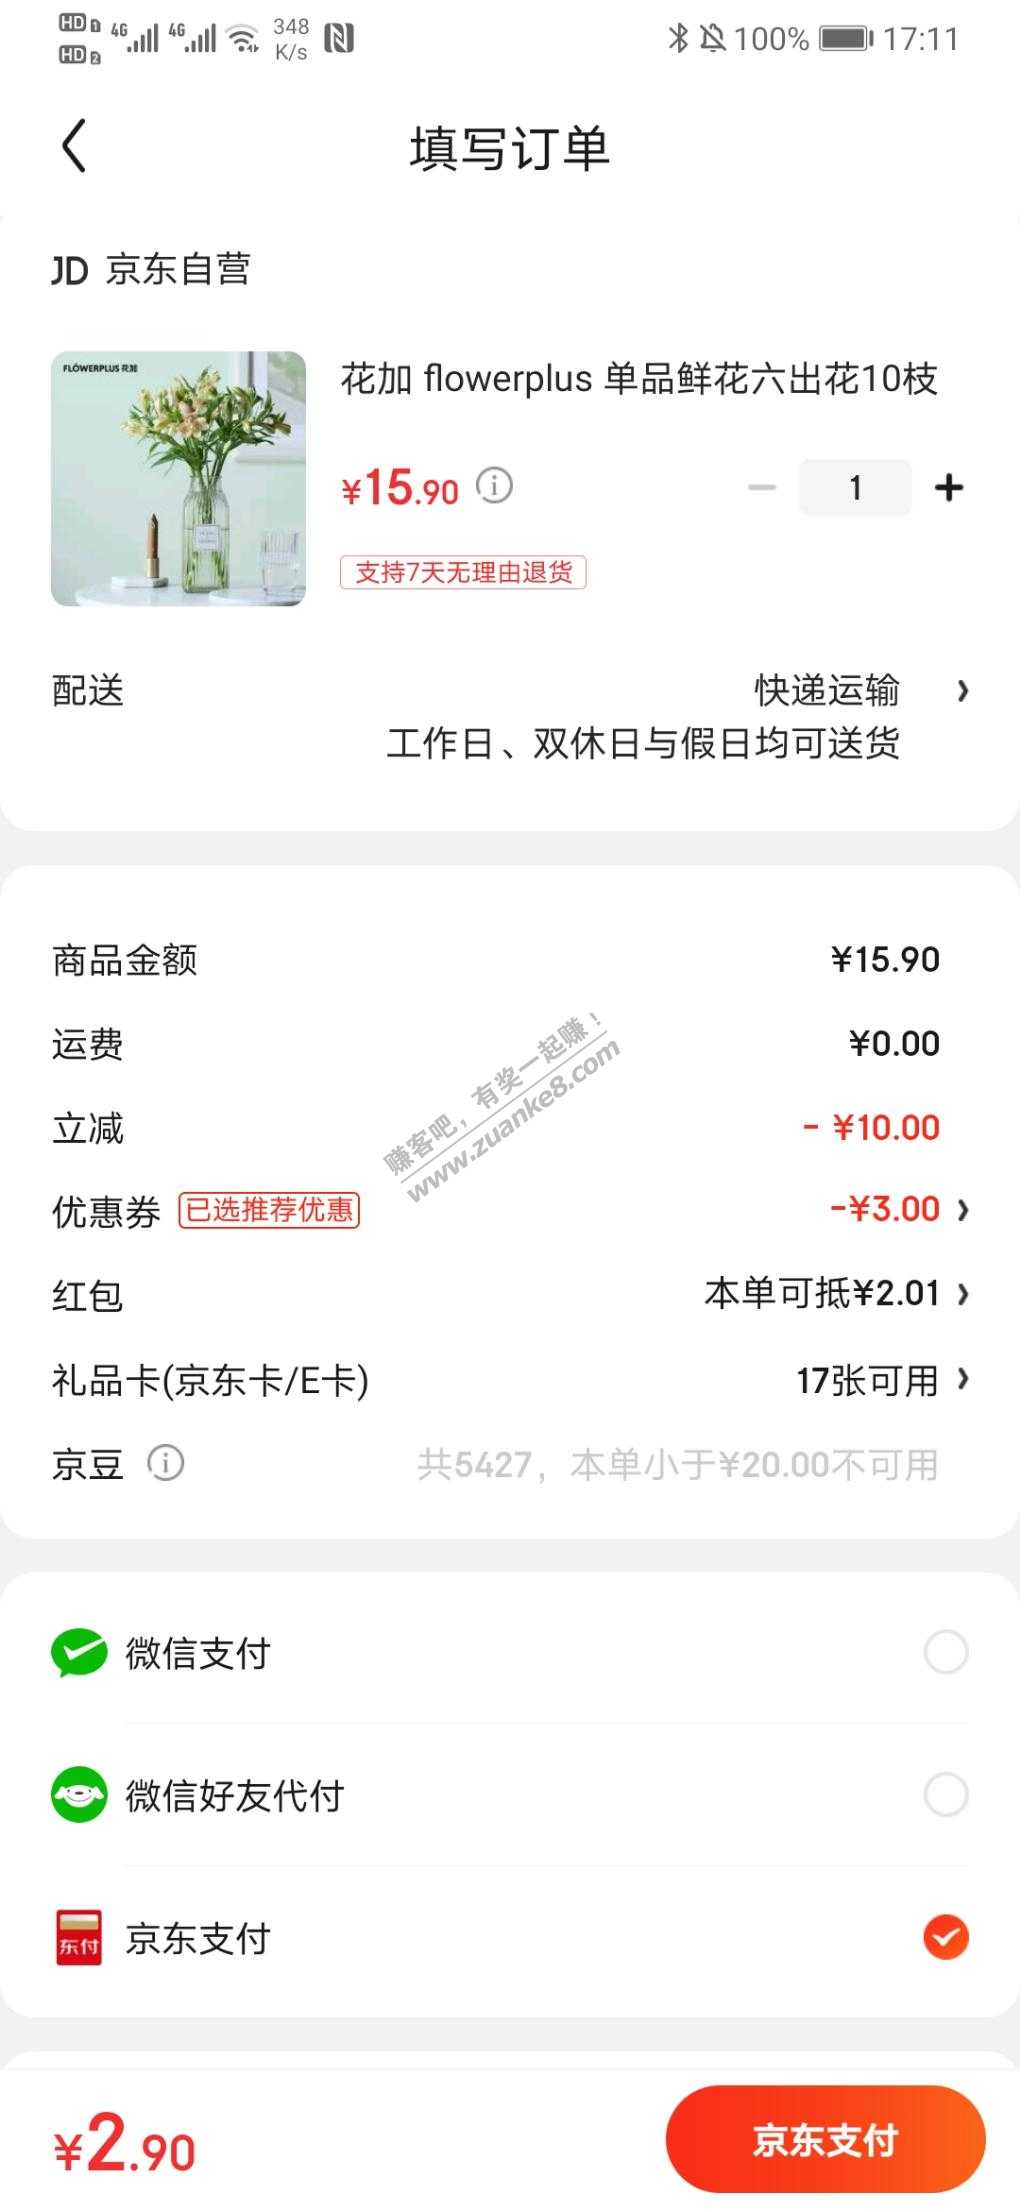 HD 1 4G 4G 348 100% 17:11
HD 2 K/s
填写订单
JD 京东自营
FLOWERPLUS 花加
花加 flowerplus 单品鲜花六出花10枝
¥15.90
1
支持7天无理由退货
配送 快递运输
工作日、双休日与假日均可送货
商品金额 ¥15.90
运费 ¥0.00
立减 - ¥10.00
优惠券 已选推荐优惠 -¥3.00
红包 本单可抵¥2.01
礼品卡(京东卡/E卡) 17张可用
京豆 共5427，本单小于¥20.00不可用
赚客吧，有奖一起赚！
www.zuanke8.com
微信支付
微信好友代付
东付 京东支付
¥2.90 京东支付